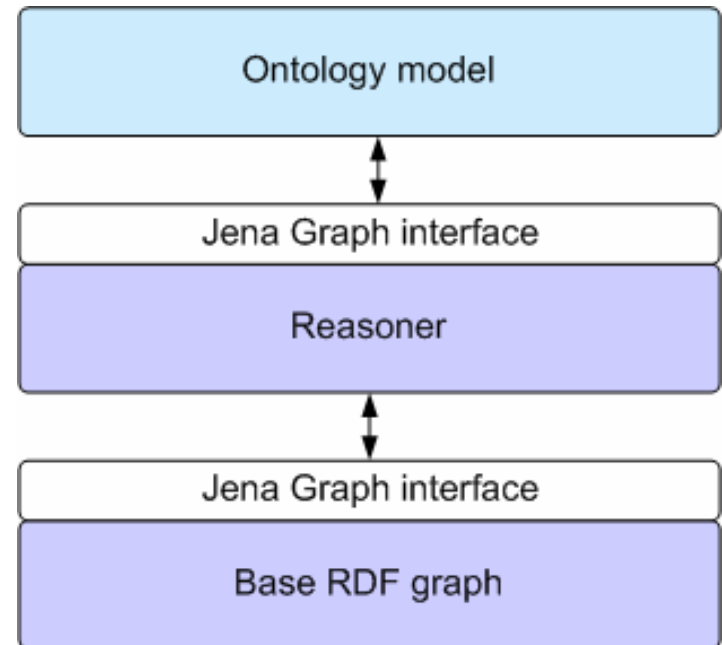 Ontology model
Jena Graph interface
Reasoner
Jena Graph interface
Base RDF graph